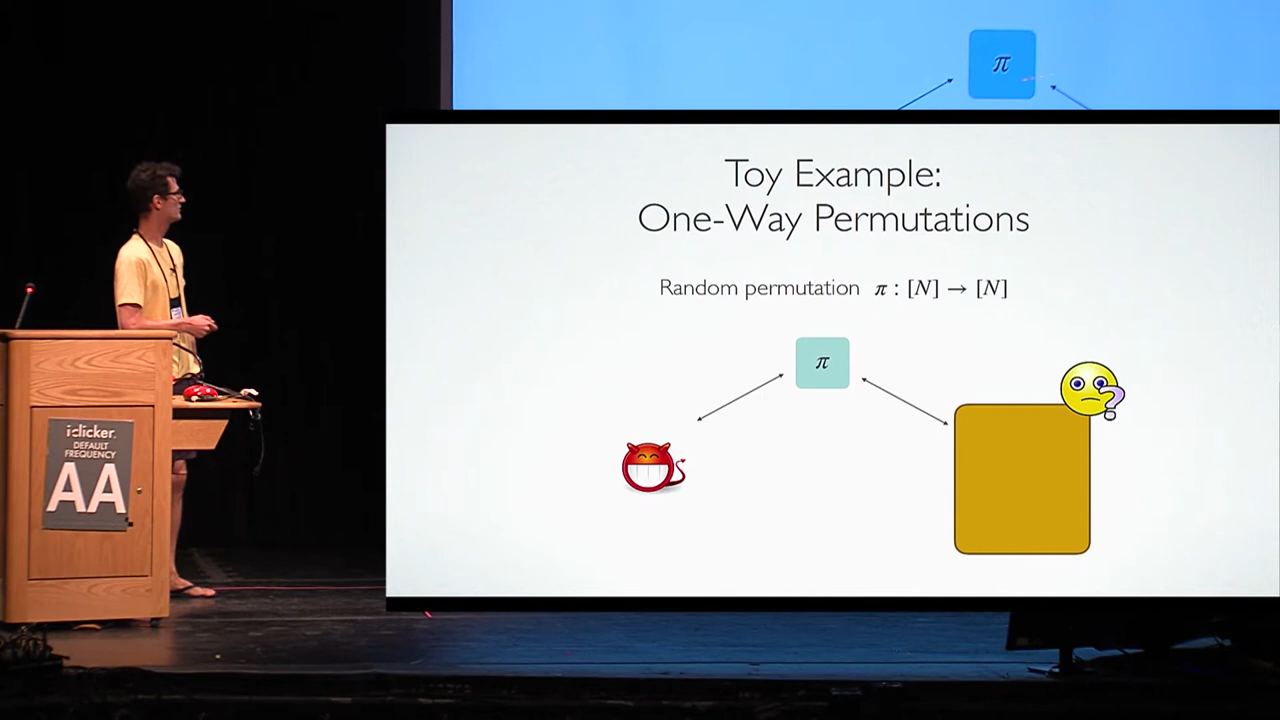 π
Toy Example:
One-Way Permutations
Random permutation π : [N] → [N]
π
?
i>clicker.
DEFAULT
FREQUENCY
AA